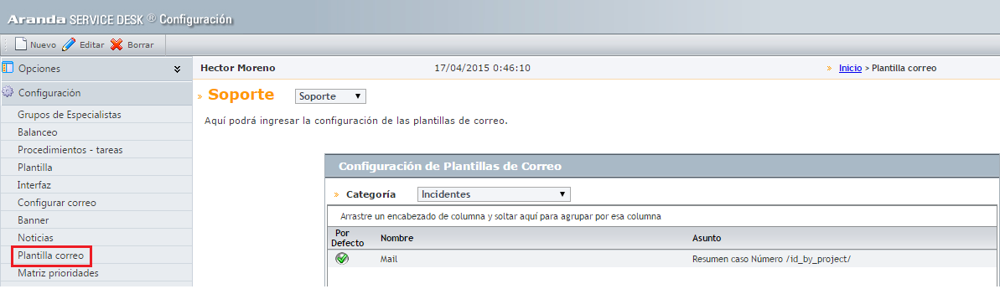 Aranda SERVICE DESK ® Configuración
Nuevo Editar Borrar
Opciones
Hector Moreno 17/04/2015 0:46:10 » Inicio > Plantilla correo
Configuración
» Soporte Soporte
Grupos de Especialistas
Aquí podrá ingresar la configuración de las plantillas de correo.
Balanceo
Procedimientos - tareas
Plantilla
Interfaz
Configurar correo
Banner
Noticias
Plantilla correo
Matriz prioridades
Configuración de Plantillas de Correo
» Categoría Incidentes
Arrastre un encabezado de columna y soltar aquí para agrupar por esa columna
Por Defecto Nombre Asunto
Mail Resumen caso Número /id_by_project/